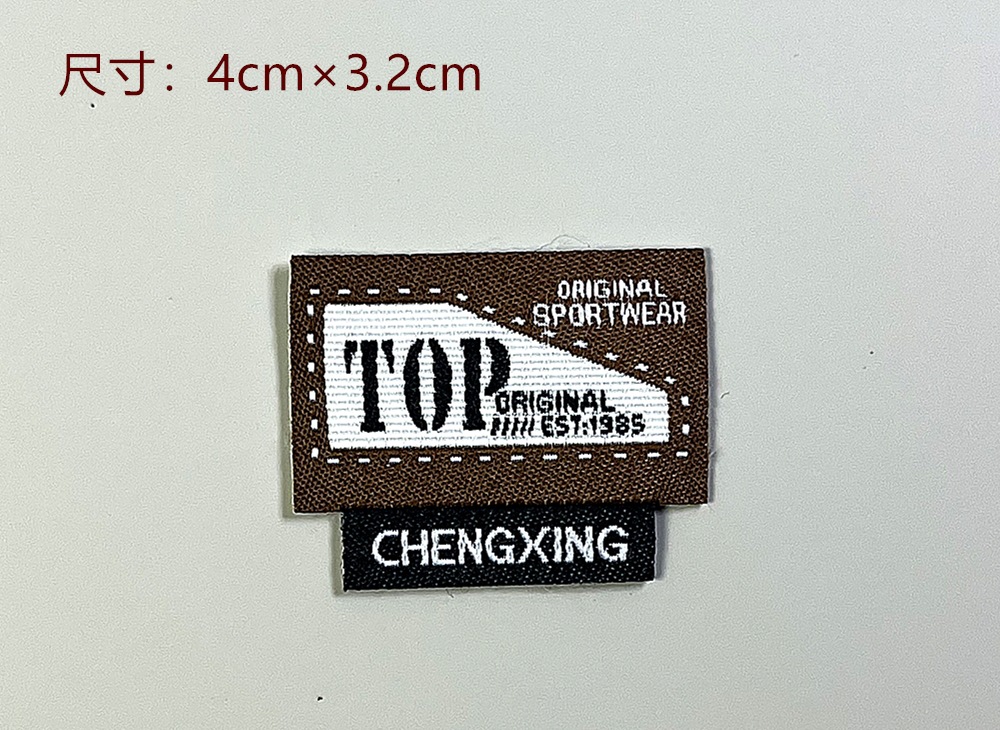 尺寸：4cm×3.2cm
ORIGINAL
SPORTWEAR
TOP
ORIGINAL
EST:1985
CHENGXING